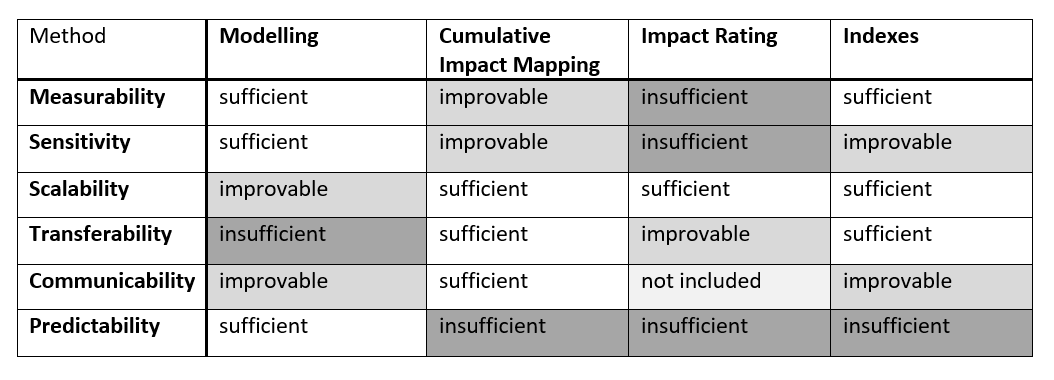 Method Modelling Cumulative Impact Rating Indexes
Impact Mapping
Measurability sufficient improvable insufficient sufficient
Sensitivity sufficient improvable insufficient improvable
Scalability improvable sufficient sufficient sufficient
Transferability insufficient sufficient improvable sufficient
Communicability improvable sufficient not included improvable
Predictability sufficient insufficient insufficient insufficient